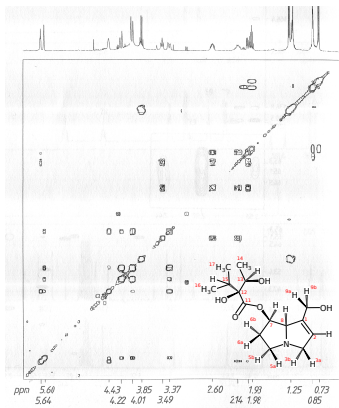 17 14
H₃C CH₃ H
H 15 13 OH
16 H₃C 12
HO 11
O O
H 9a H 9b
OH
6b H H 7 H 8 1
6a H 2 H
H N
5b H H 5a 3b H H 3a
ppm 5.68 4.43 3.85 3.37 2.60 1.99 1.25 0.73
5.64 4.22 4.01 3.49 2.14 1.98 0.85